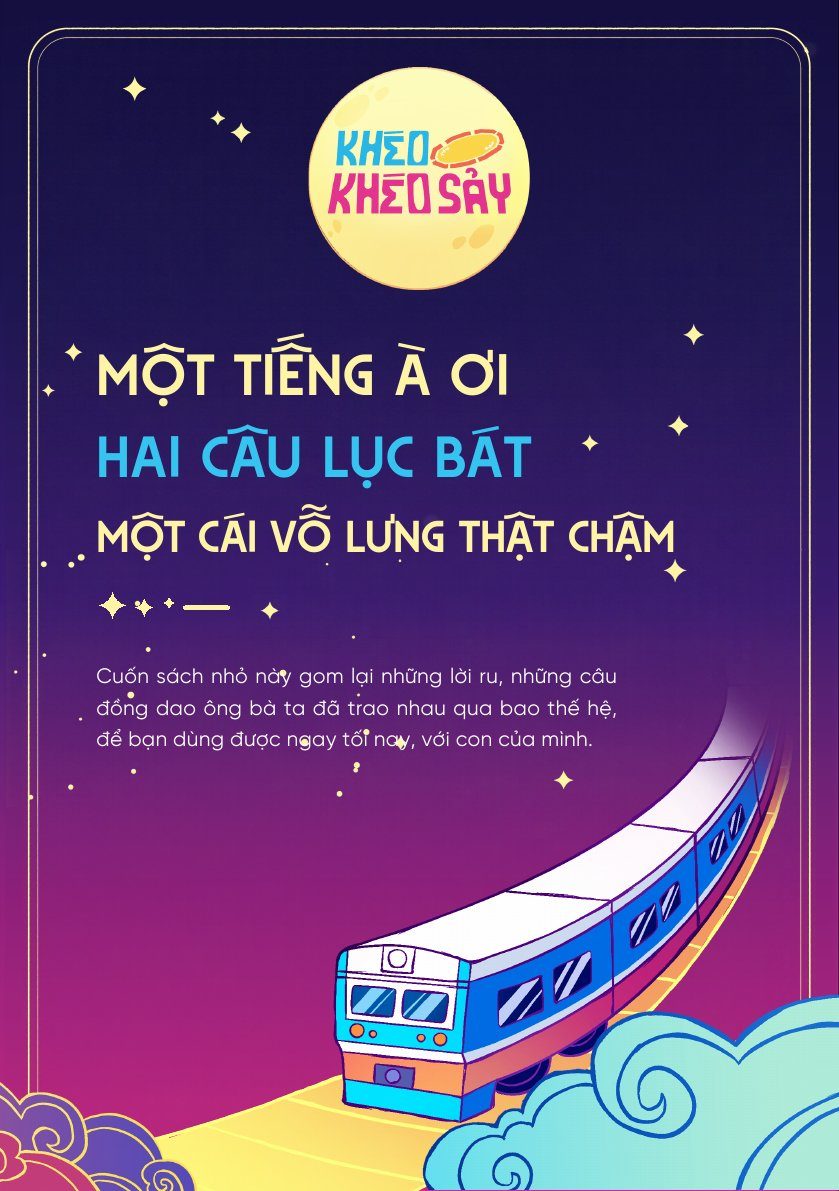 KHÉO
KHÉO SẢY
MỘT TIẾNG À ƠI
HAI CÂU LỤC BÁT
MỘT CÁI VỖ LƯNG THẬT CHẬM
Cuốn sách nhỏ này gom lại những lời ru, những câu
đồng dao ông bà ta đã trao nhau qua bao thế hệ,
để bạn dùng được ngay tối nay, với con của mình.